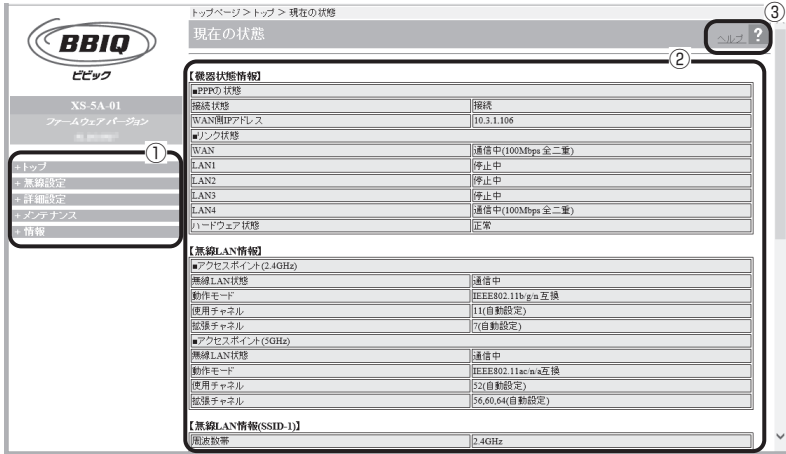 トップページ > トップ > 現在の状態
③
現在の状態
ヘルプ ?
BBIQ
ビビック
XS-5A-01
ファームウェアバージョン
①
+トップ
+ 無線設定
+ 詳細設定
+ メンテナンス
+ 情報
②
【機器状態情報】
■PPPの状態
接続状態 接続
WAN側IPアドレス 10.3.1.106
■リンク状態
WAN 通信中(100Mbps 全二重)
LAN1 停止中
LAN2 停止中
LAN3 停止中
LAN4 通信中(100Mbps 全二重)
ハードウェア状態 正常
【無線LAN情報】
■アクセスポイント(2.4GHz)
無線LAN状態 通信中
動作モード IEEE802.11b/g/n 互換
使用チャネル 11(自動設定)
拡張チャネル 7(自動設定)
■アクセスポイント(5GHz)
無線LAN状態 通信中
動作モード IEEE802.11ac/n/a互換
使用チャネル 52(自動設定)
拡張チャネル 56,60,64(自動設定)
【無線LAN情報(SSID-1)】
周波数帯 2.4GHz